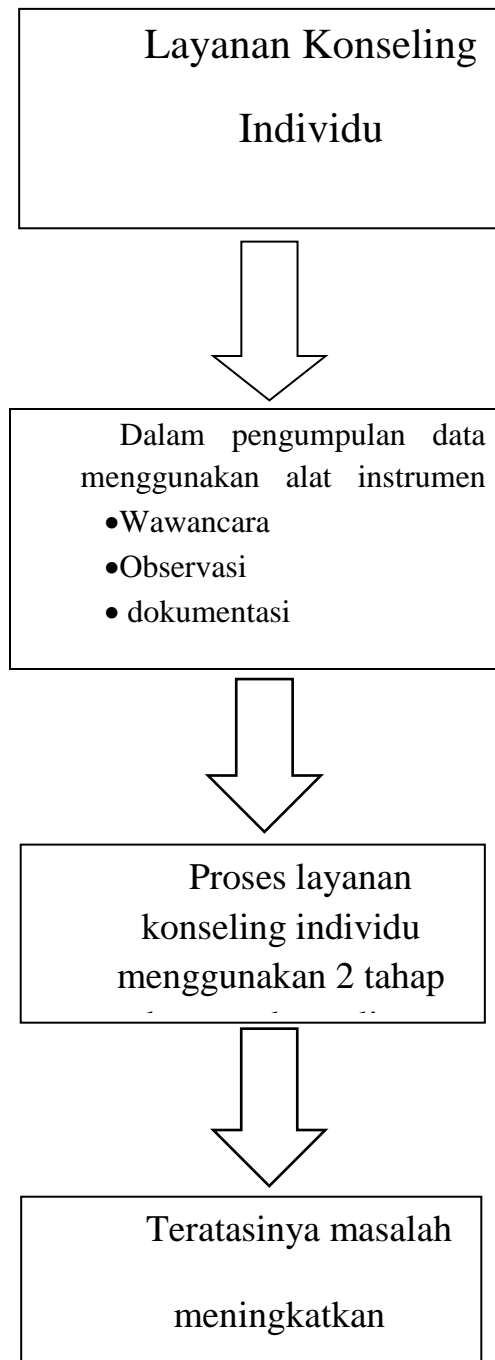 Layanan Konseling
Individu
Dalam pengumpulan data
menggunakan alat instrumen
•Wawancara
•Observasi
• dokumentasi
Proses layanan
konseling individu
menggunakan 2 tahap
Teratasinya masalah
meningkatkan